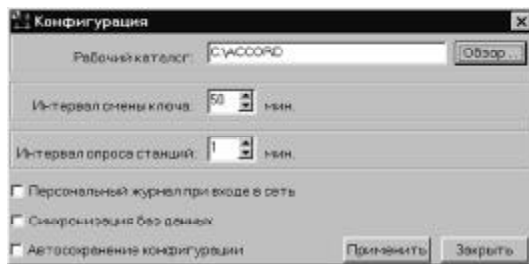 Конфигурация
Рабочий каталог: C:\ACCORD Обзор ...
Интервал смены ключа: 50 мин.
Интервал опроса станций: 1 мин.
Персональный журнал при входе в сеть
Синхронизация баз данных
Автосохранение конфигурации Применить Закрыть